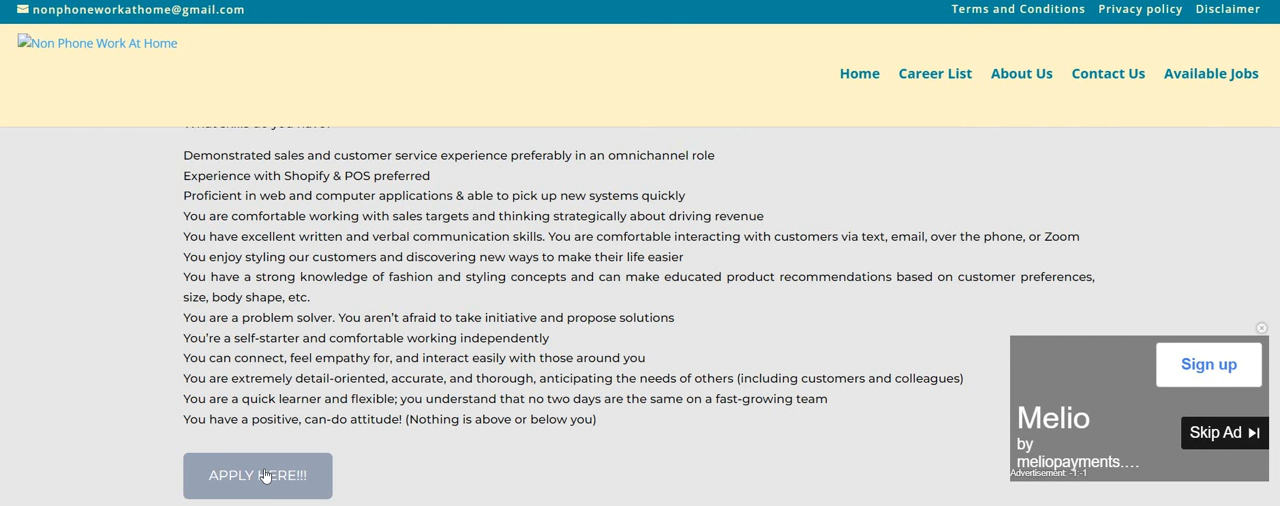 nonphoneworkathome@gmail.com
Terms and Conditions Privacy policy Disclaimer
Non Phone Work At Home
Home Career List About Us Contact Us Available Jobs
What skills do you have?
Demonstrated sales and customer service experience preferably in an omnichannel role
Experience with Shopify & POS preferred
Proficient in web and computer applications & able to pick up new systems quickly
You are comfortable working with sales targets and thinking strategically about driving revenue
You have excellent written and verbal communication skills. You are comfortable interacting with customers via text, email, over the phone, or Zoom
You enjoy styling our customers and discovering new ways to make their life easier
You have a strong knowledge of fashion and styling concepts and can make educated product recommendations based on customer preferences,
size, body shape, etc.
You are a problem solver. You aren’t afraid to take initiative and propose solutions
You’re a self-starter and comfortable working independently
You can connect, feel empathy for, and interact easily with those around you
You are extremely detail-oriented, accurate, and thorough, anticipating the needs of others (including customers and colleagues)
You are a quick learner and flexible; you understand that no two days are the same on a fast-growing team
You have a positive, can-do attitude! (Nothing is above or below you)
APPLY HERE!!!
Sign up
Melio
by
meliopayments....
Skip Ad
Advertisement: -1:-1